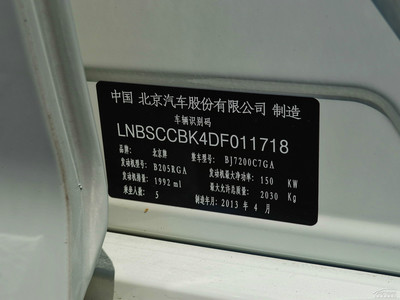 中国 北京汽车股份有限公司 制造
车辆识别码
LNBSCCBK4DF011718
品牌: 北京牌 整车型号: BJ7200C7GA
发动机型号: B205RGA 发动机最大净功率: 150 KW
发动机排量: 1992 ml 最大允许总质量: 2030 Kg
乘坐人数: 5 制造年月: 2013 年 4 月